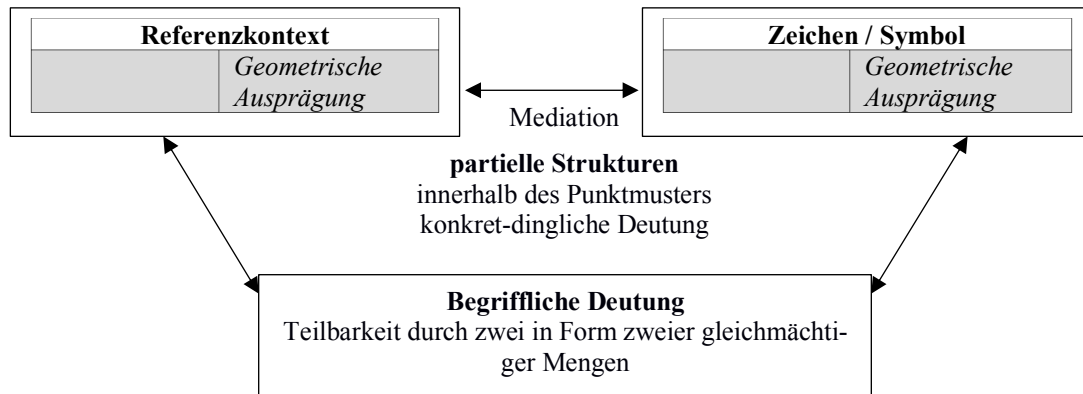 Referenzkontext
Geometrische
Ausprägung
Zeichen / Symbol
Geometrische
Ausprägung
Mediation
partielle Strukturen
innerhalb des Punktmusters
konkret-dingliche Deutung
Begriffliche Deutung
Teilbarkeit durch zwei in Form zweier gleichmächti-
ger Mengen